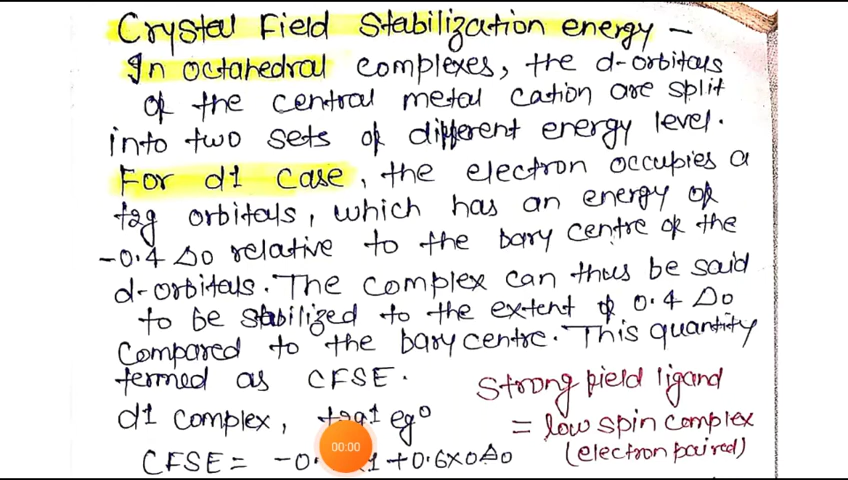 Crystal Field Stabilization energy -
In octahedral complexes, the d-orbitals
of the central metal cation are split
into two sets of different energy level.
For d1 case, the electron occupies a
t2g orbitals, which has an energy of
-0.4 Δo relative to the bary centre of the
d-orbitals. The complex can thus be said
to be stabilized to the extent of 0.4 Δo
compared to the bary centre. This quantity
termed as CFSE.
Strong field ligand
d1 complex, t2g1 eg0
= low spin complex
(electron paired)
CFSE = -0. 1 + 0.6x0 Δo
00:00